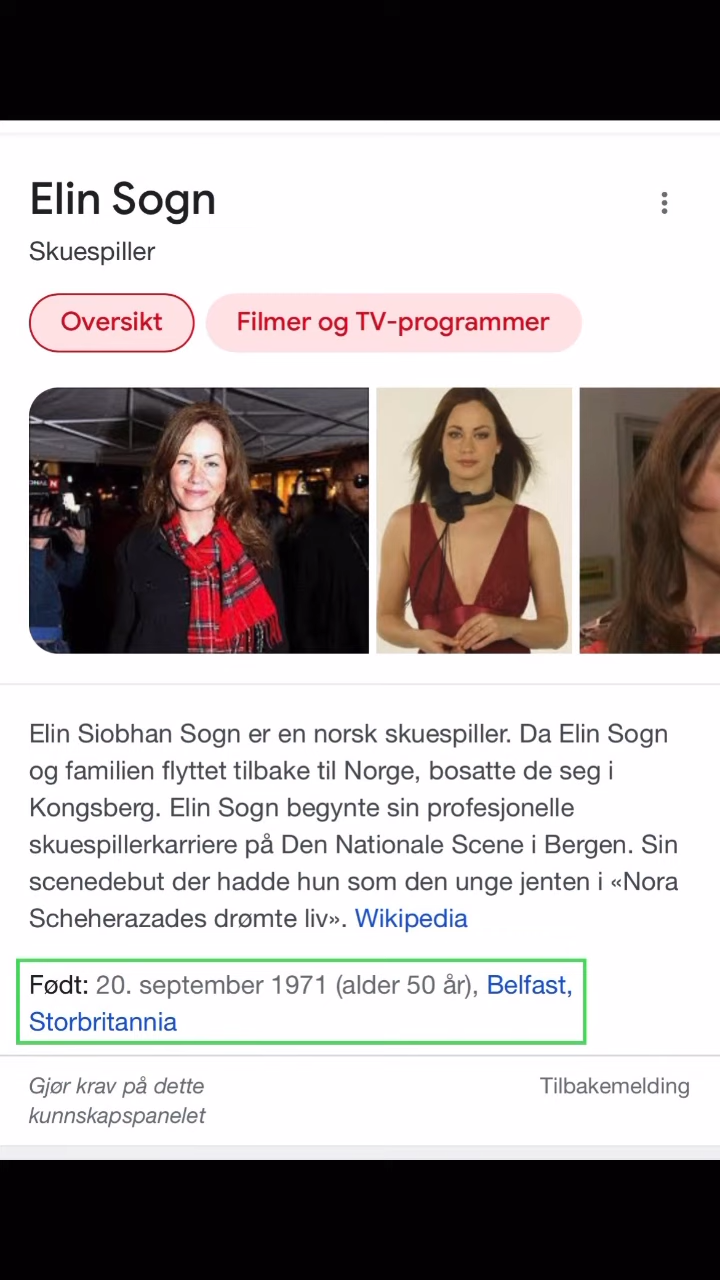 Elin Sogn
Skuespiller
Oversikt
Filmer og TV-programmer
Elin Siobhan Sogn er en norsk skuespiller. Da Elin Sogn
og familien flyttet tilbake til Norge, bosatte de seg i
Kongsberg. Elin Sogn begynte sin profesjonelle
skuespillerkarriere på Den Nationale Scene i Bergen. Sin
scenedebut der hadde hun som den unge jenten i «Nora
Scheherazades drømte liv». Wikipedia
Født: 20. september 1971 (alder 50 år), Belfast,
Storbritannia
Gjør krav på dette
kunnskapspanelet
Tilbakemelding